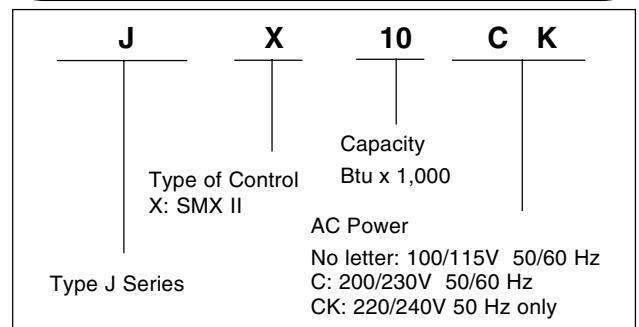 J X 10 C K
Capacity
Btu x 1,000
Type of Control
X: SMX II
AC Power
No letter: 100/115V 50/60 Hz
C: 200/230V 50/60 Hz
CK: 220/240V 50 Hz only
Type J Series